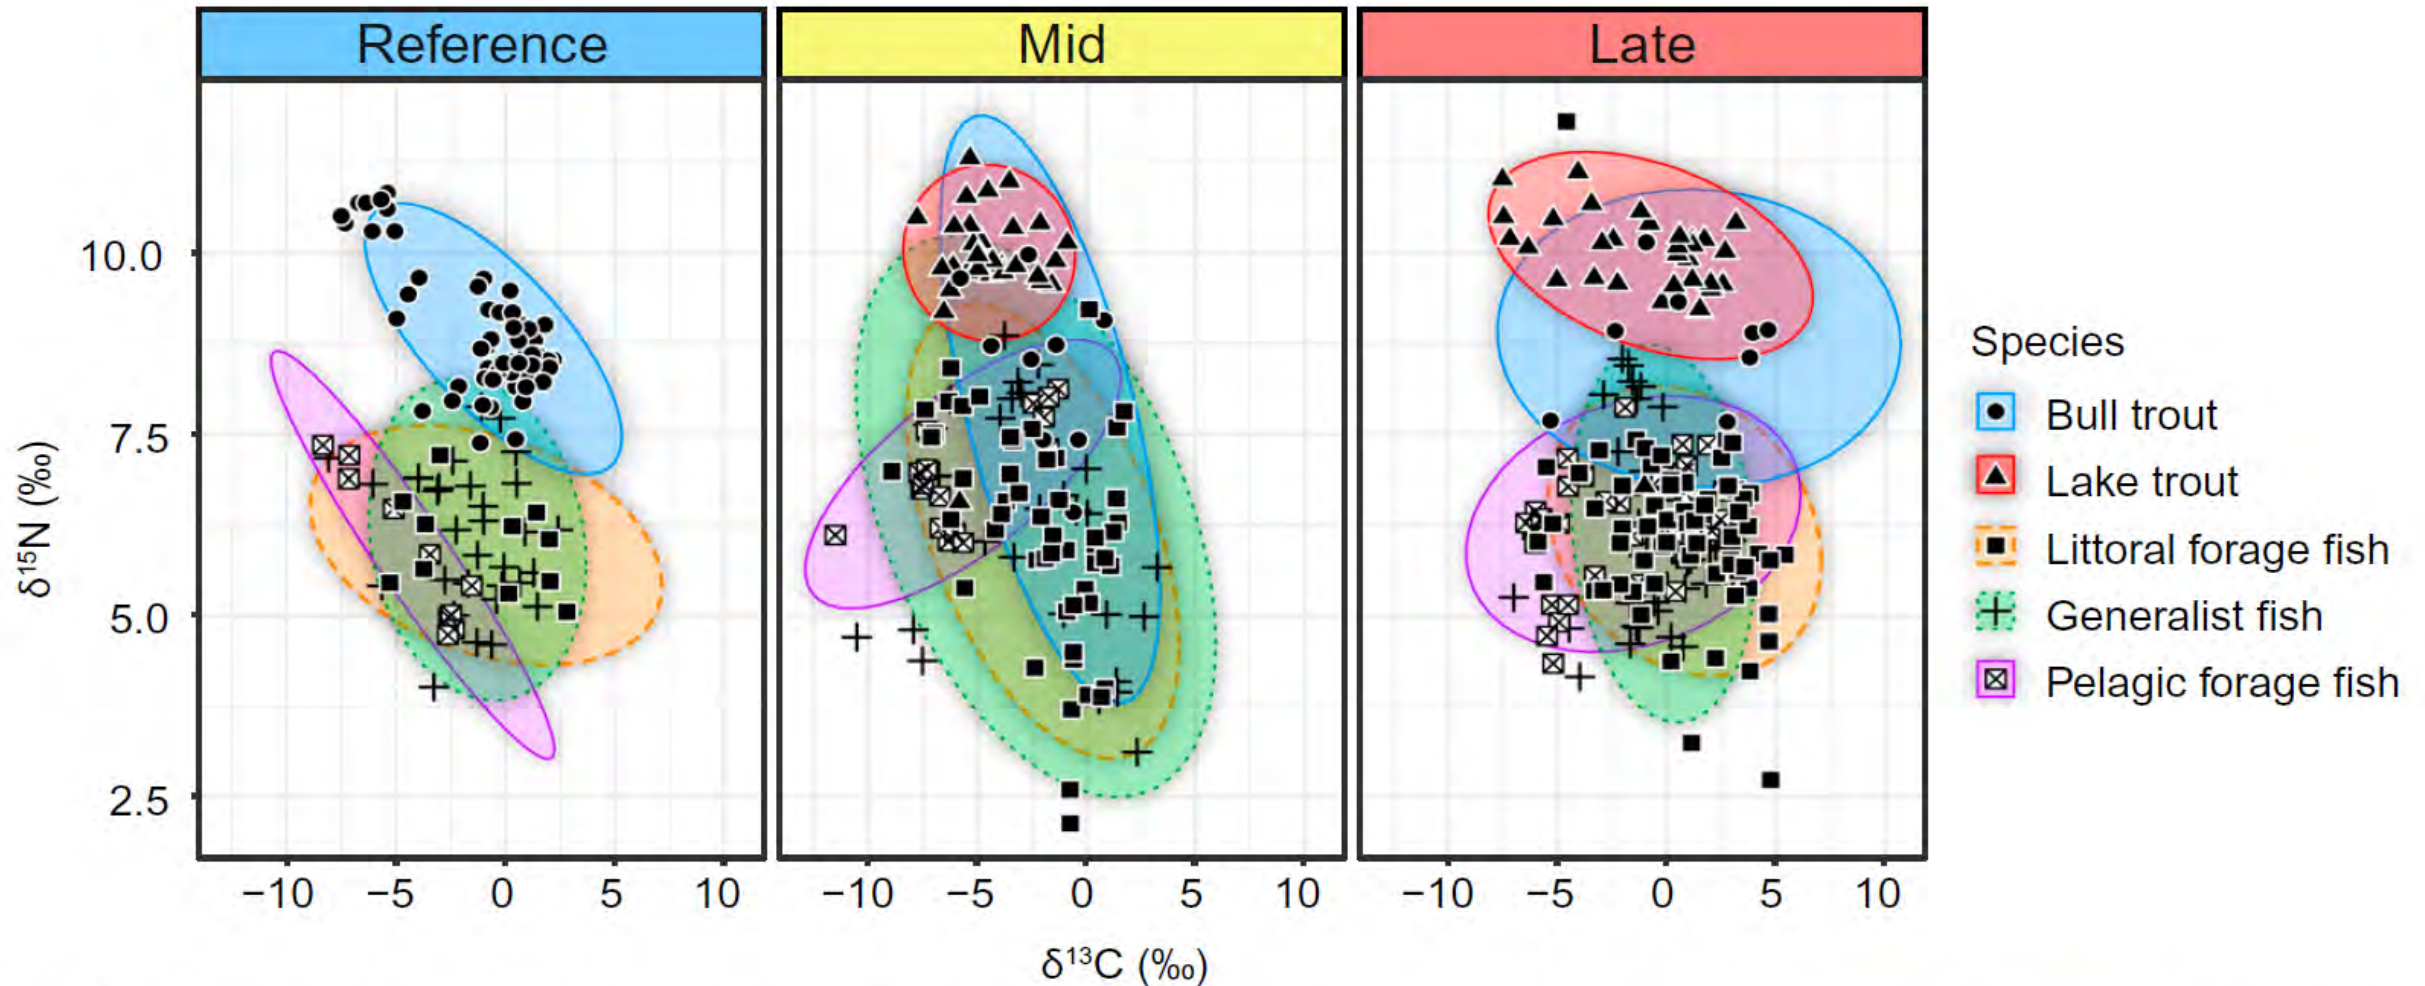 Reference Mid Late
10.0
7.5
5.0
2.5
δ15N (‰)
−10 −5 0 5 10 −10 −5 0 5 10 −10 −5 0 5 10
δ13C (‰)
Species
Bull trout
Lake trout
Littoral forage fish
Generalist fish
Pelagic forage fish